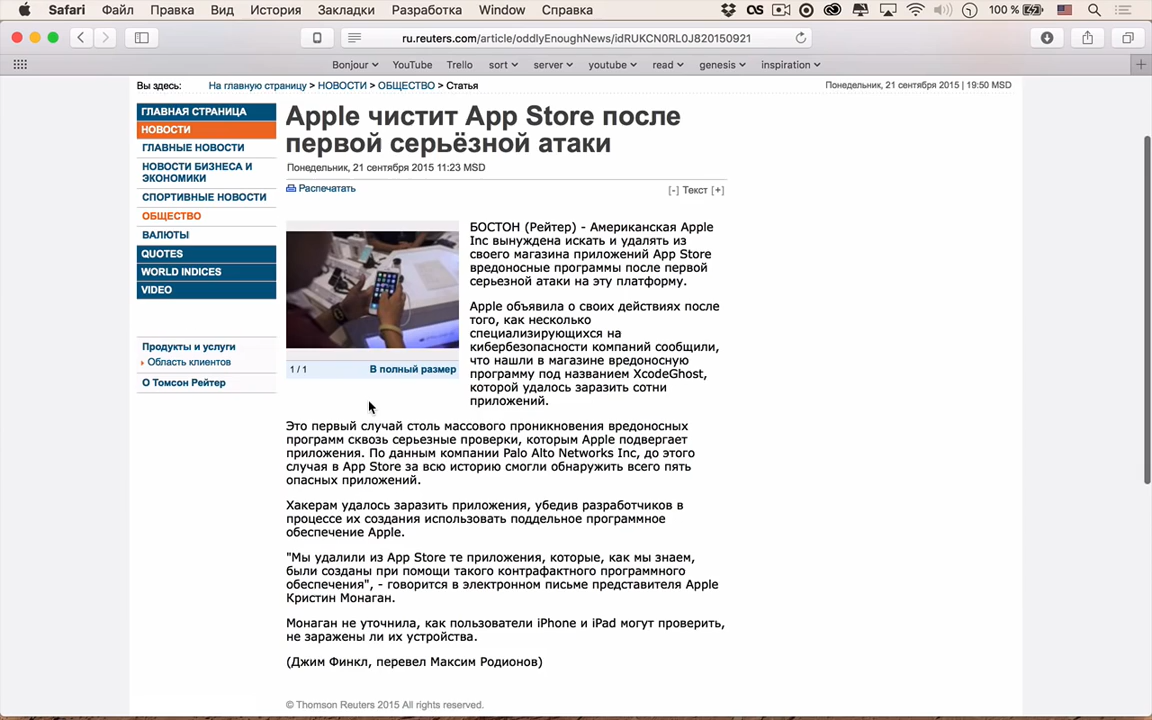 Safari Файл Правка Вид История Закладки Разработка Window Справка 100 %
ru.reuters.com/article/oddlyEnoughNews/idRUKCN0RL0J820150921
Bonjour YouTube Trello sort server youtube read genesis inspiration
Вы здесь: На главную страницу > НОВОСТИ > ОБЩЕСТВО > Статья
Понедельник, 21 сентября 2015 | 19:50 MSD
ГЛАВНАЯ СТРАНИЦА
НОВОСТИ
ГЛАВНЫЕ НОВОСТИ
НОВОСТИ БИЗНЕСА И
ЭКОНОМИКИ
СПОРТИВНЫЕ НОВОСТИ
ОБЩЕСТВО
ВАЛЮТЫ
QUOTES
WORLD INDICES
VIDEO
Продукты и услуги
Область клиентов
О Томсон Рейтер
Apple чистит App Store после
первой серьёзной атаки
Понедельник, 21 сентября 2015 11:23 MSD
Распечатать
[-] Текст [+]
1 / 1
В полный размер
БОСТОН (Рейтер) - Американская Apple
Inc вынуждена искать и удалять из
своего магазина приложений App Store
вредоносные программы после первой
серьезной атаки на эту платформу.
Apple объявила о своих действиях после
того, как несколько
специализирующихся на
кибербезопасности компаний сообщили,
что нашли в магазине вредоносную
программу под названием XcodeGhost,
которой удалось заразить сотни
приложений.
Это первый случай столь массового проникновения вредоносных
программ сквозь серьезные проверки, которым Apple подвергает
приложения. По данным компании Palo Alto Networks Inc, до этого
случая в App Store за всю историю смогли обнаружить всего пять
опасных приложений.
Хакерам удалось заразить приложения, убедив разработчиков в
процессе их создания использовать поддельное программное
обеспечение Apple.
"Мы удалили из App Store те приложения, которые, как мы знаем,
были созданы при помощи такого контрафактного программного
обеспечения", - говорится в электронном письме представителя Apple
Кристин Монаган.
Монаган не уточнила, как пользователи iPhone и iPad могут проверить,
не заражены ли их устройства.
(Джим Финкл, перевел Максим Родионов)
© Thomson Reuters 2015 All rights reserved.